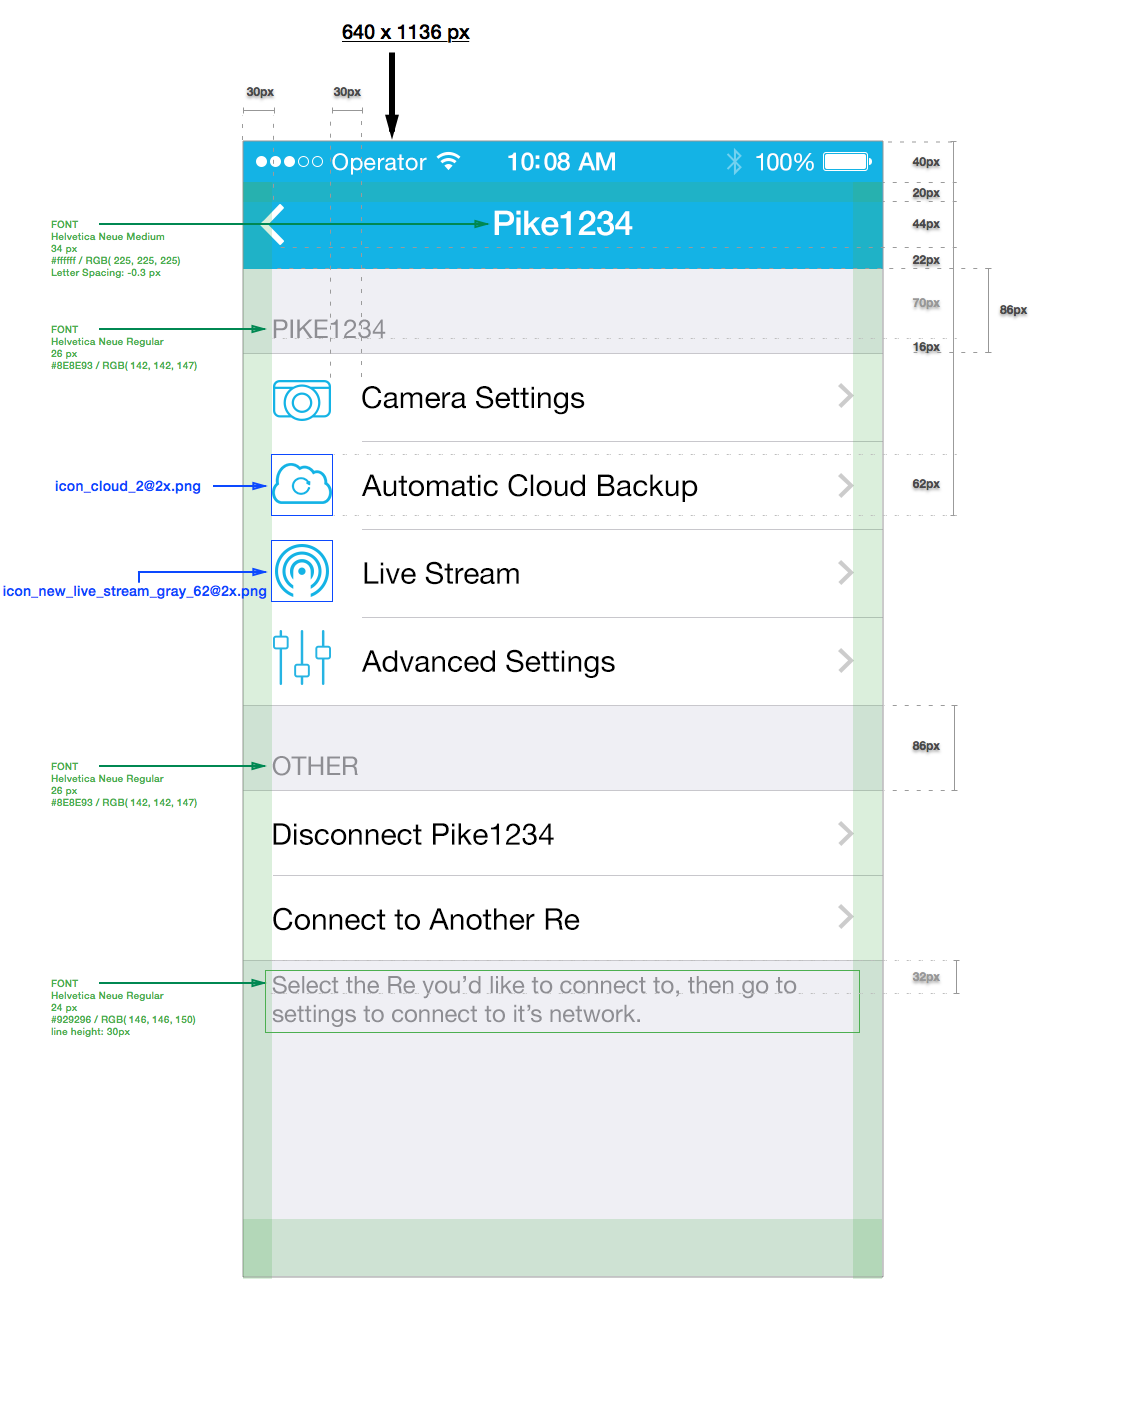 640 x 1136 px
30px
30px
Operator
10:08 AM
100%
40px
20px
Pike1234
44px
22px
FONT
Helvetica Neue Medium
34 px
#ffffff / RGB( 225, 225, 225)
Letter Spacing: -0.3 px
70px
86px
16px
PIKE1234
FONT
Helvetica Neue Regular
26 px
#8E8E93 / RGB( 142, 142, 147)
Camera Settings
icon_cloud_2@2x.png
Automatic Cloud Backup
62px
icon_new_live_stream_gray_62@2x.png
Live Stream
Advanced Settings
86px
OTHER
FONT
Helvetica Neue Regular
26 px
#8E8E93 / RGB( 142, 142, 147)
Disconnect Pike1234
Connect to Another Re
32px
Select the Re you’d like to connect to, then go to
settings to connect to it’s network.
FONT
Helvetica Neue Regular
24 px
#929296 / RGB( 146, 146, 150)
line height: 30px